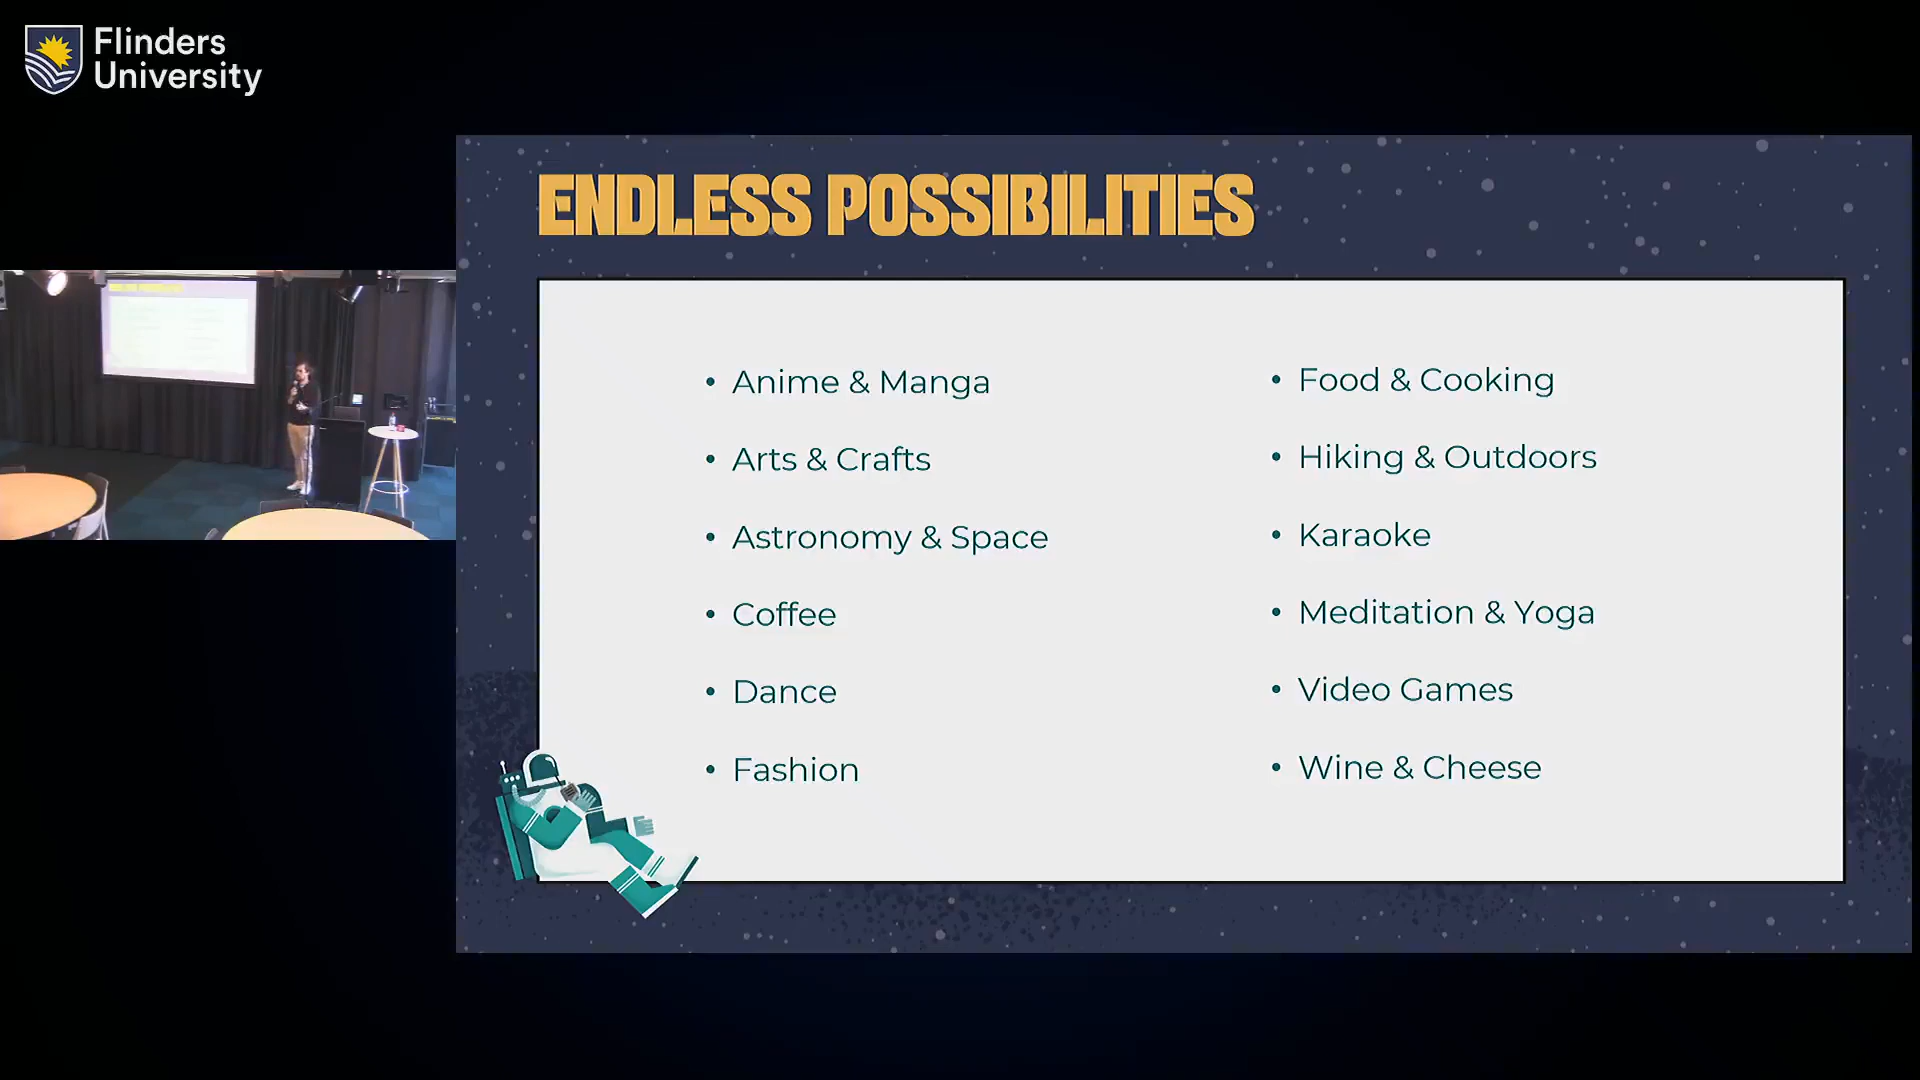 Flinders
University
ENDLESS POSSIBILITIES
• Anime & Manga
• Arts & Crafts
• Astronomy & Space
• Coffee
• Dance
• Fashion
• Food & Cooking
• Hiking & Outdoors
• Karaoke
• Meditation & Yoga
• Video Games
• Wine & Cheese